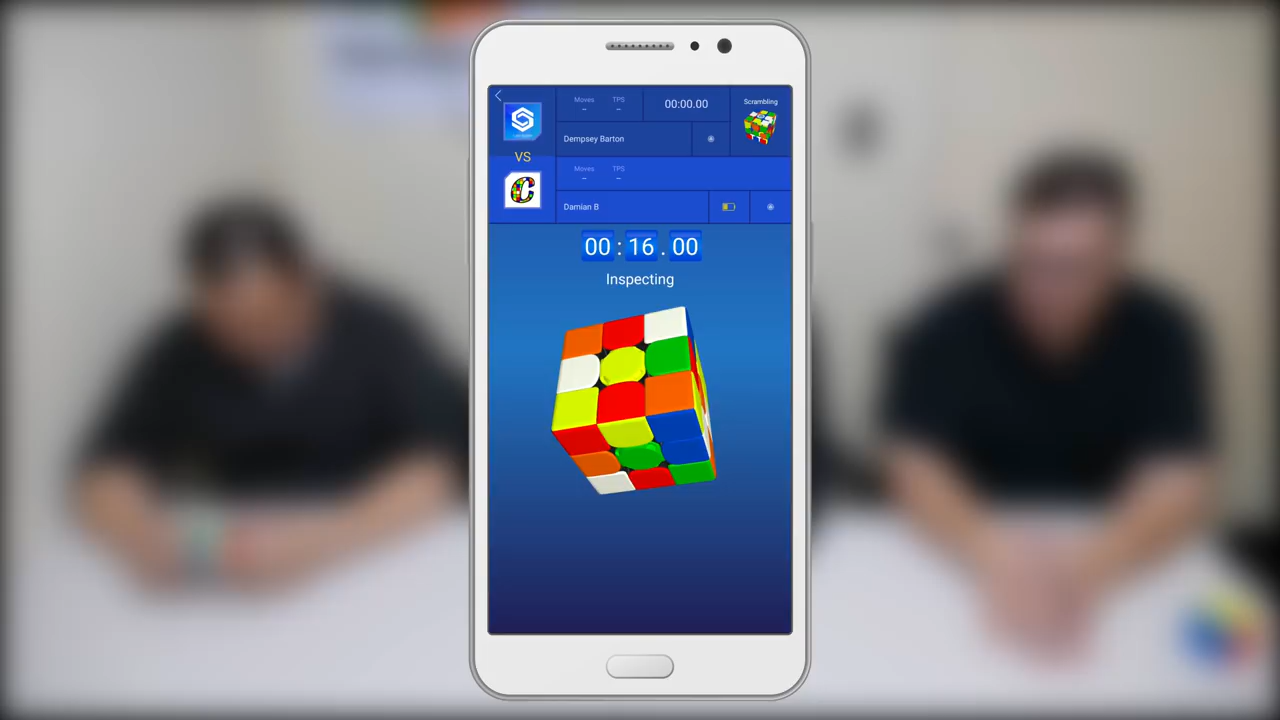 Moves TPS
– –
00:00.00
Scrambling
Dempsey Barton
VS
Moves TPS
– –
C
Damian B
00 : 16 . 00
Inspecting